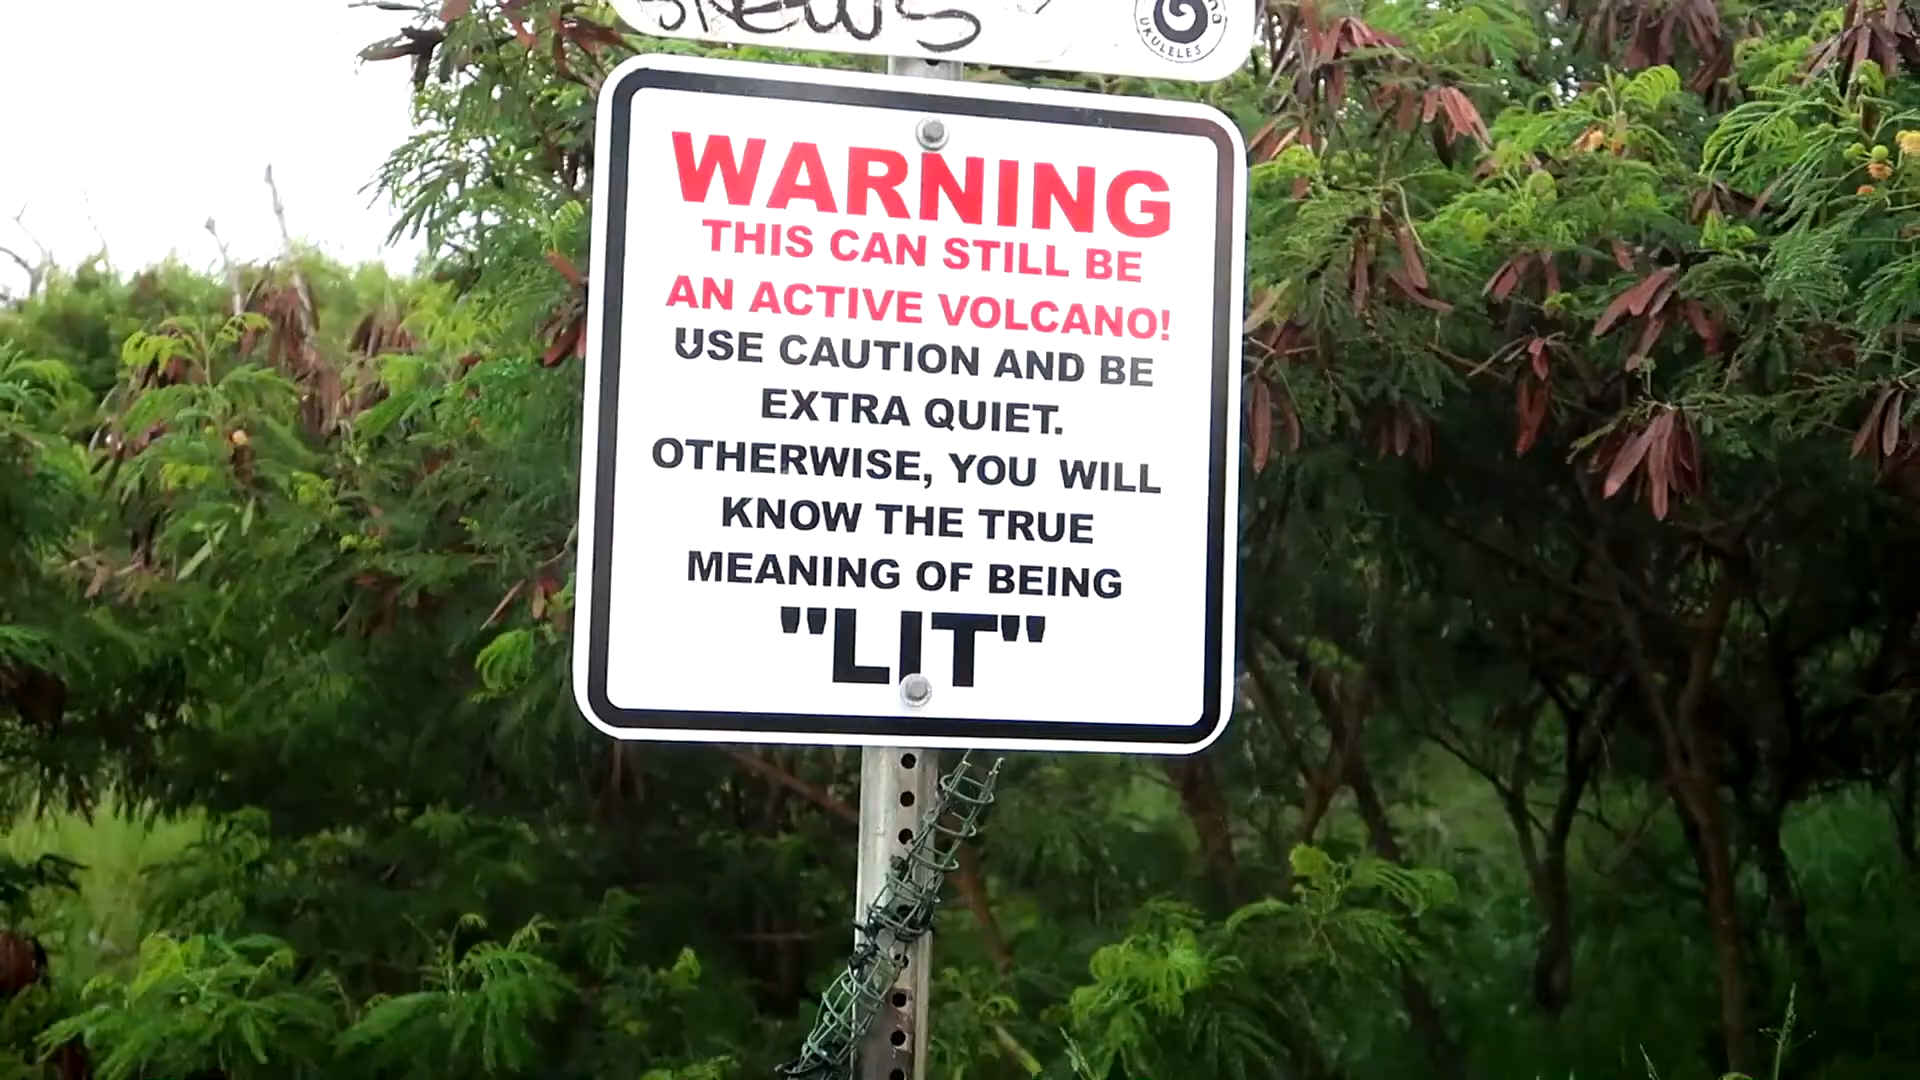 UKULELES
WARNING
THIS CAN STILL BE
AN ACTIVE VOLCANO!
USE CAUTION AND BE
EXTRA QUIET.
OTHERWISE, YOU WILL
KNOW THE TRUE
MEANING OF BEING
"LIT"